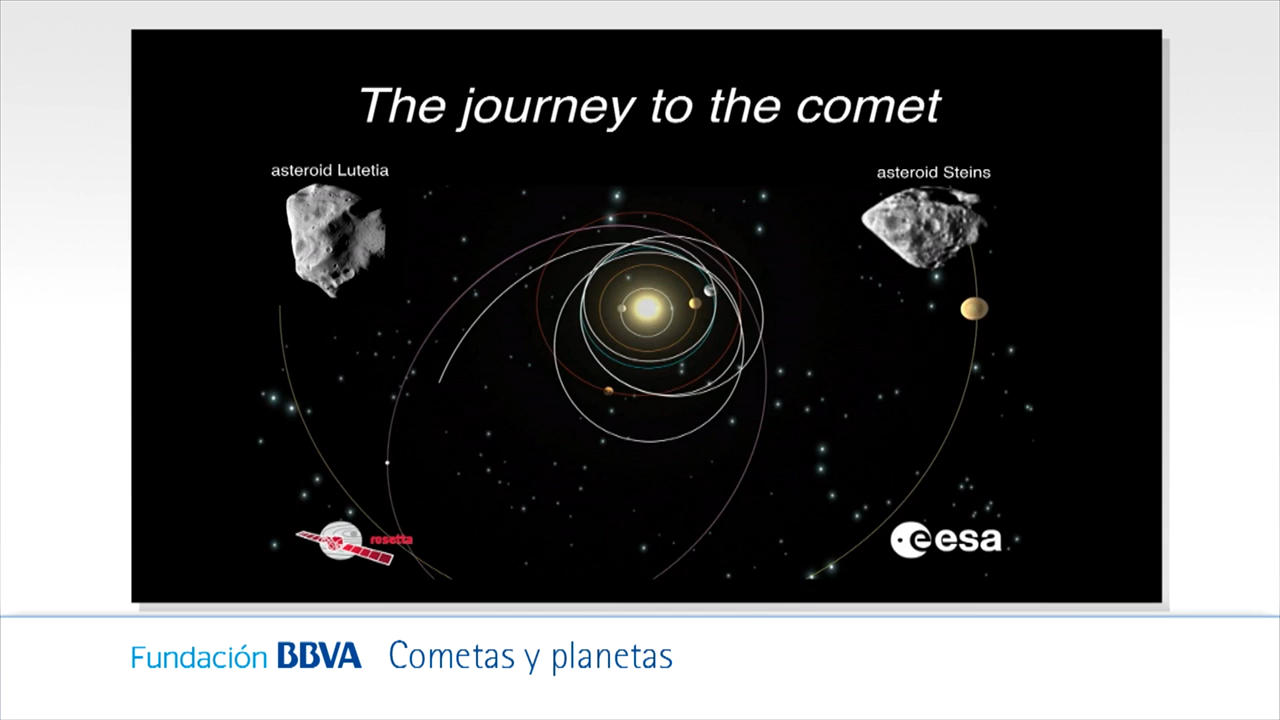 The journey to the comet
asteroid Lutetia
asteroid Steins
rosetta
esa
Fundación BBVA Cometas y planetas